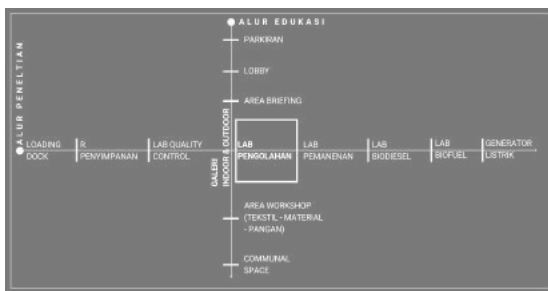 ALUR EDUKASI
PARKIRAN
LOBBY
AREA BRIEFING
ALUR PENELTIAN
LOADING
DOCK
R.
PENYIMPANAN
LAB QUALITY
CONTROL
GALERI
INDOOR & OUTDOOR
LAB
PENGOLAHAN
LAB
PEMANENAN
LAB
BIODIESEL
LAB
BIOFUEL
GENERATOR
LISTRIK
AREA WORKSHOP
(TEKSTIL - MATERIAL
- PANGAN)
COMMUNAL
SPACE